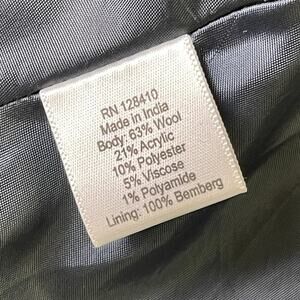 RN 128410
Made in India
Body: 63% Wool
21% Acrylic
10% Polyester
5% Viscose
1% Polyamide
Lining: 100% Bemberg